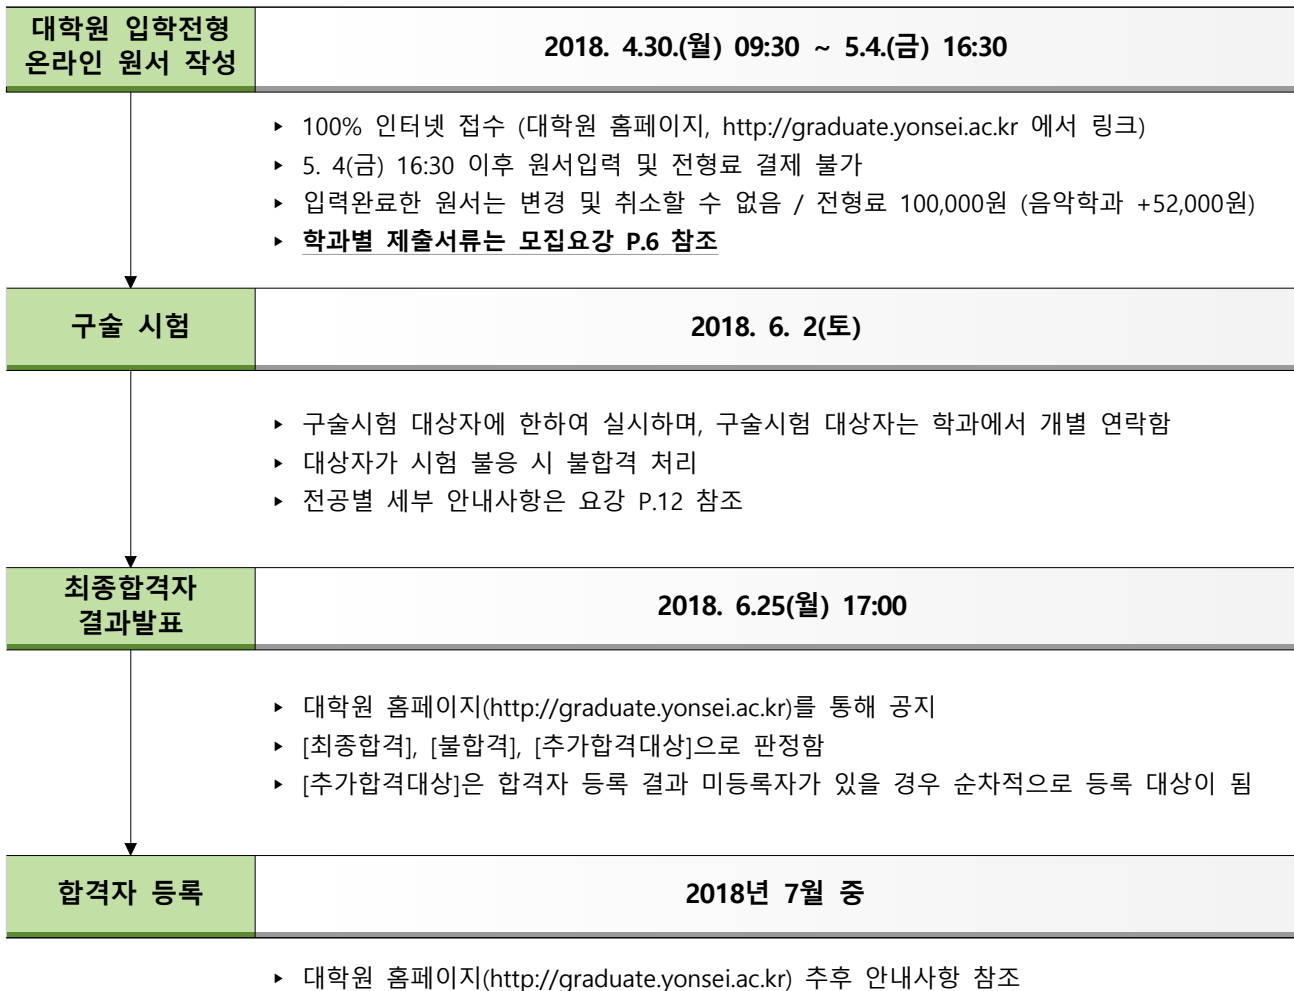 대학원 입학전형
온라인 원서 작성
2018. 4.30.(월) 09:30 ~ 5.4.(금) 16:30
▸ 100% 인터넷 접수 (대학원 홈페이지, http://graduate.yonsei.ac.kr 에서 링크)
▸ 5. 4(금) 16:30 이후 원서입력 및 전형료 결제 불가
▸ 입력완료한 원서는 변경 및 취소할 수 없음 / 전형료 100,000원 (음악학과 +52,000원)
▸ 학과별 제출서류는 모집요강 P.6 참조
구술 시험
2018. 6. 2(토)
▸ 구술시험 대상자에 한하여 실시하며, 구술시험 대상자는 학과에서 개별 연락함
▸ 대상자가 시험 불응 시 불합격 처리
▸ 전공별 세부 안내사항은 요강 P.12 참조
최종합격자
결과발표
2018. 6.25(월) 17:00
▸ 대학원 홈페이지(http://graduate.yonsei.ac.kr)를 통해 공지
▸ [최종합격], [불합격], [추가합격대상]으로 판정함
▸ [추가합격대상]은 합격자 등록 결과 미등록자가 있을 경우 순차적으로 등록 대상이 됨
합격자 등록
2018년 7월 중
▸ 대학원 홈페이지(http://graduate.yonsei.ac.kr) 추후 안내사항 참조